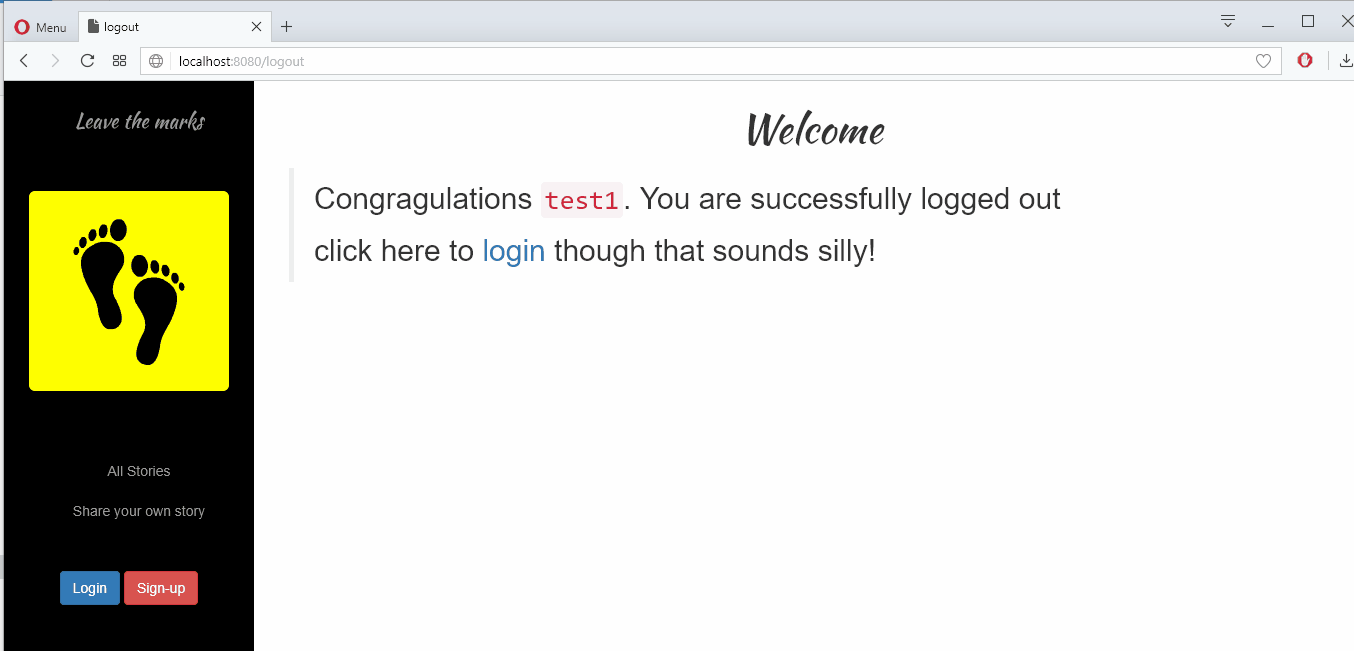 Menu
logout
localhost:8080/logout
Leave the marks
All Stories
Share your own story
Login Sign-up
Welcome
Congragulations test1. You are successfully logged out
click here to login though that sounds silly!